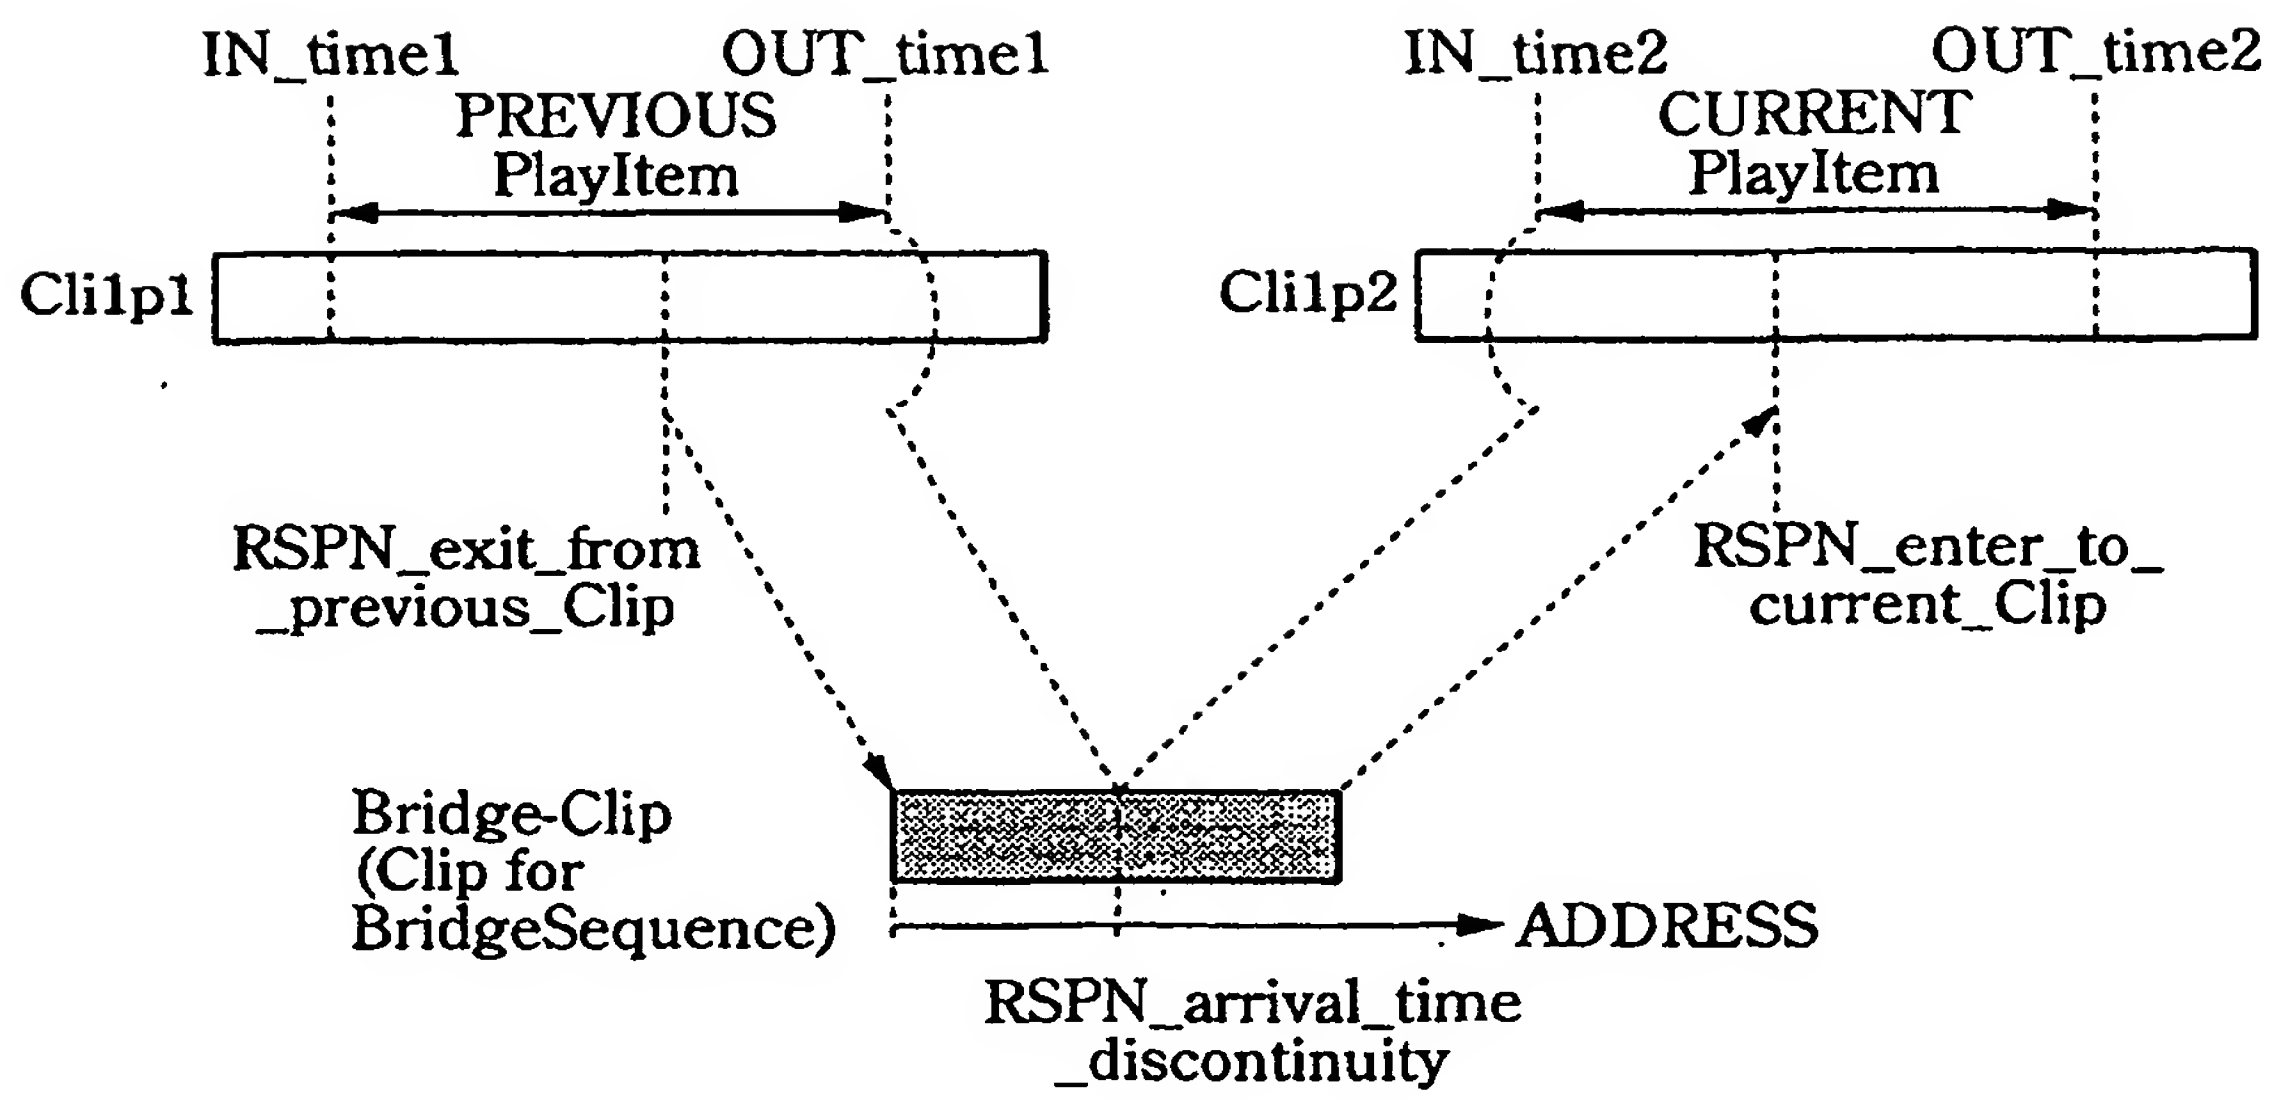 IN_time1
OUT_time1
IN_time2
OUT_time2
PREVIOUS
PlayItem
CURRENT
PlayItem
Cli1p1
Cli1p2
RSPN_exit_from
_previous_Clip
RSPN_enter_to_
current_Clip
Bridge-Clip
(Clip for
BridgeSequence)
ADDRESS
RSPN_arrival_time
_discontinuity